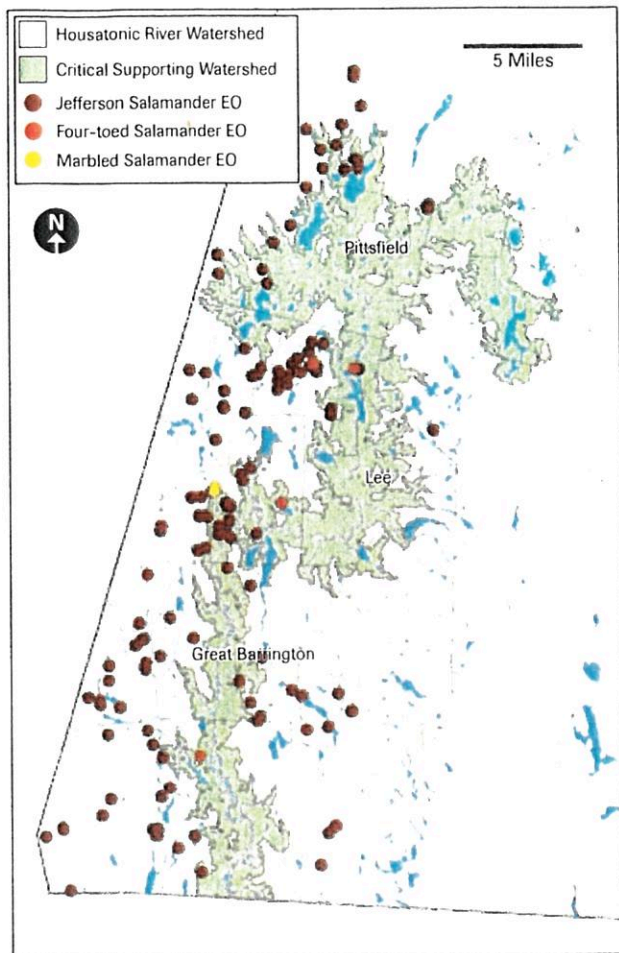 Housatonic River Watershed
Critical Supporting Watershed
Jefferson Salamander EO
Four-toed Salamander EO
Marbled Salamander EO
5 Miles
N
Pittsfield
Lee
Great Barrington